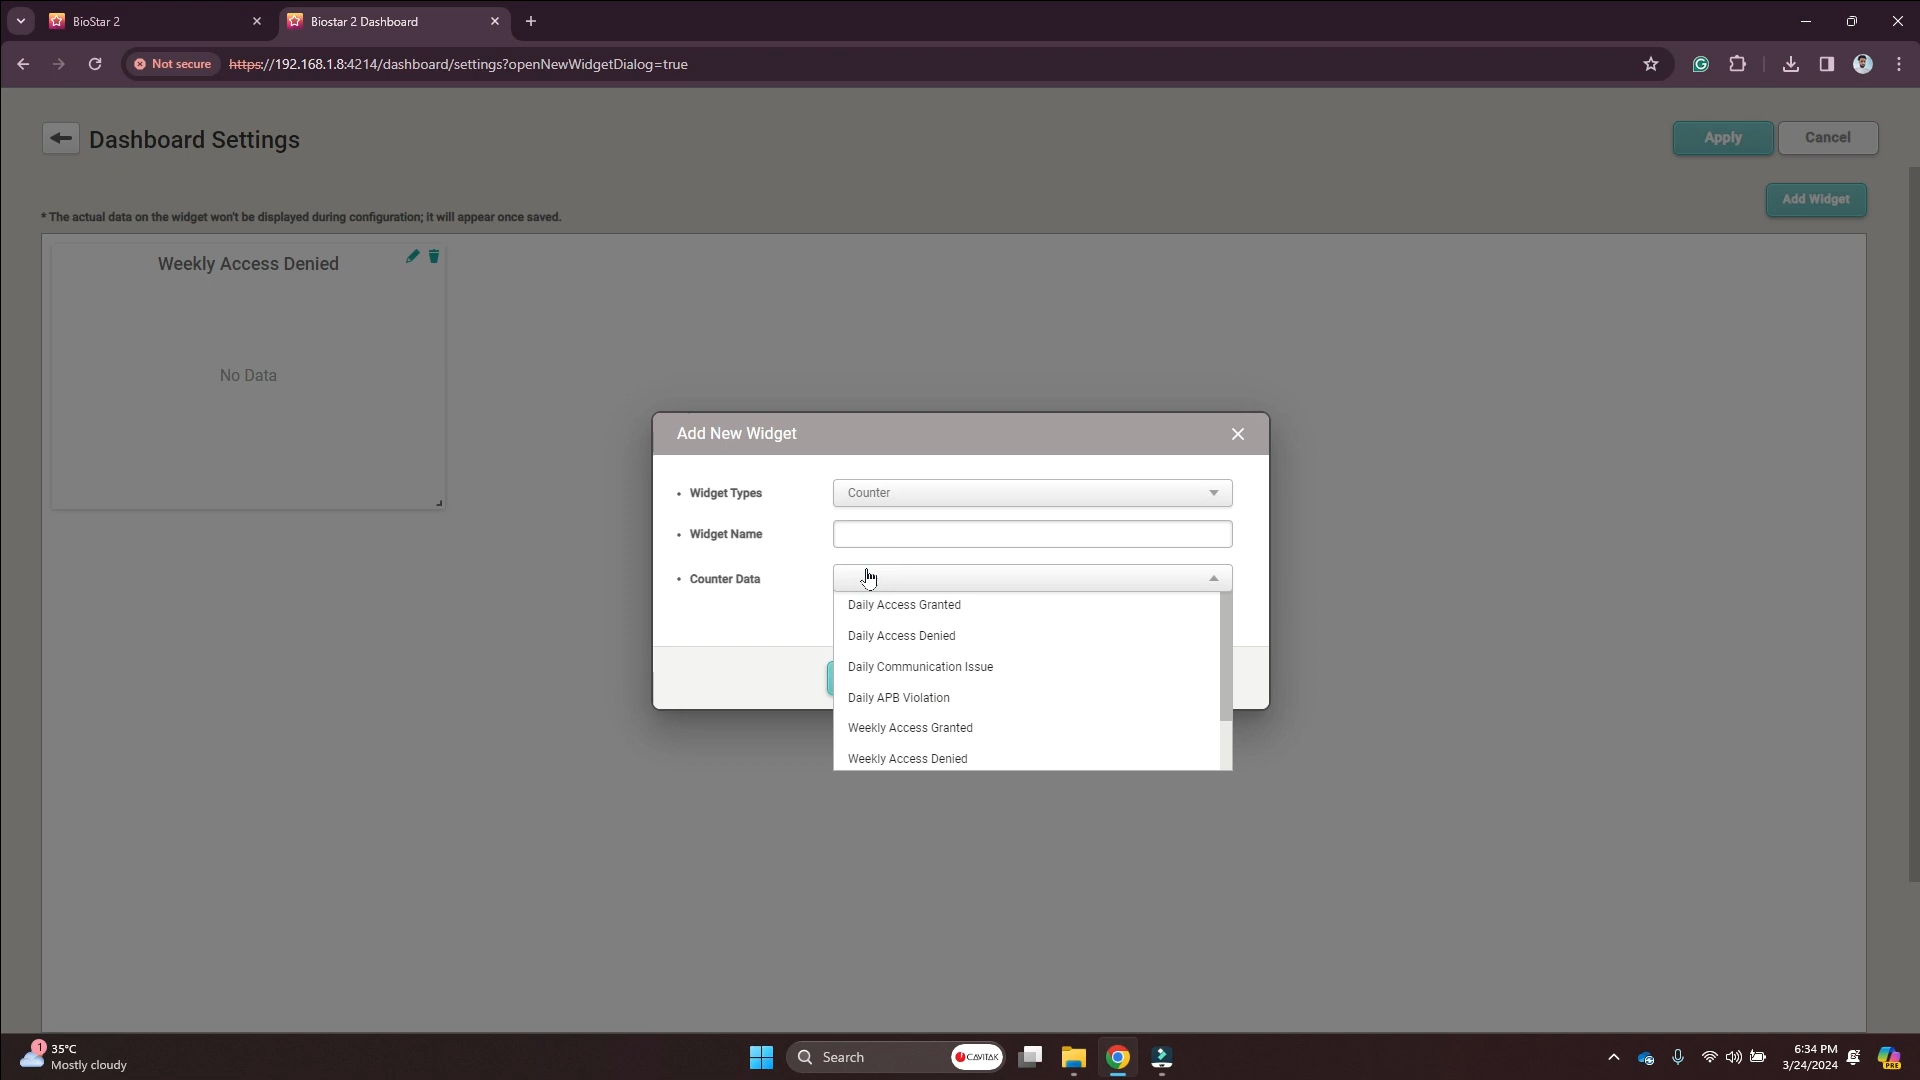 BioStar 2
Biostar 2 Dashboard
Not secure
https://192.168.1.8:4214/dashboard/settings?openNewWidgetDialog=true
Dashboard Settings
Apply
Cancel
Add Widget
* The actual data on the widget won't be displayed during configuration; it will appear once saved.
Weekly Access Denied
No Data
Add New Widget
• Widget Types
Counter
• Widget Name
• Counter Data
Daily Access Granted
Daily Access Denied
Daily Communication Issue
Daily APB Violation
Weekly Access Granted
Weekly Access Denied
1
35°C
Mostly cloudy
Search
CAVITAK
6:34 PM
3/24/2024
PRE